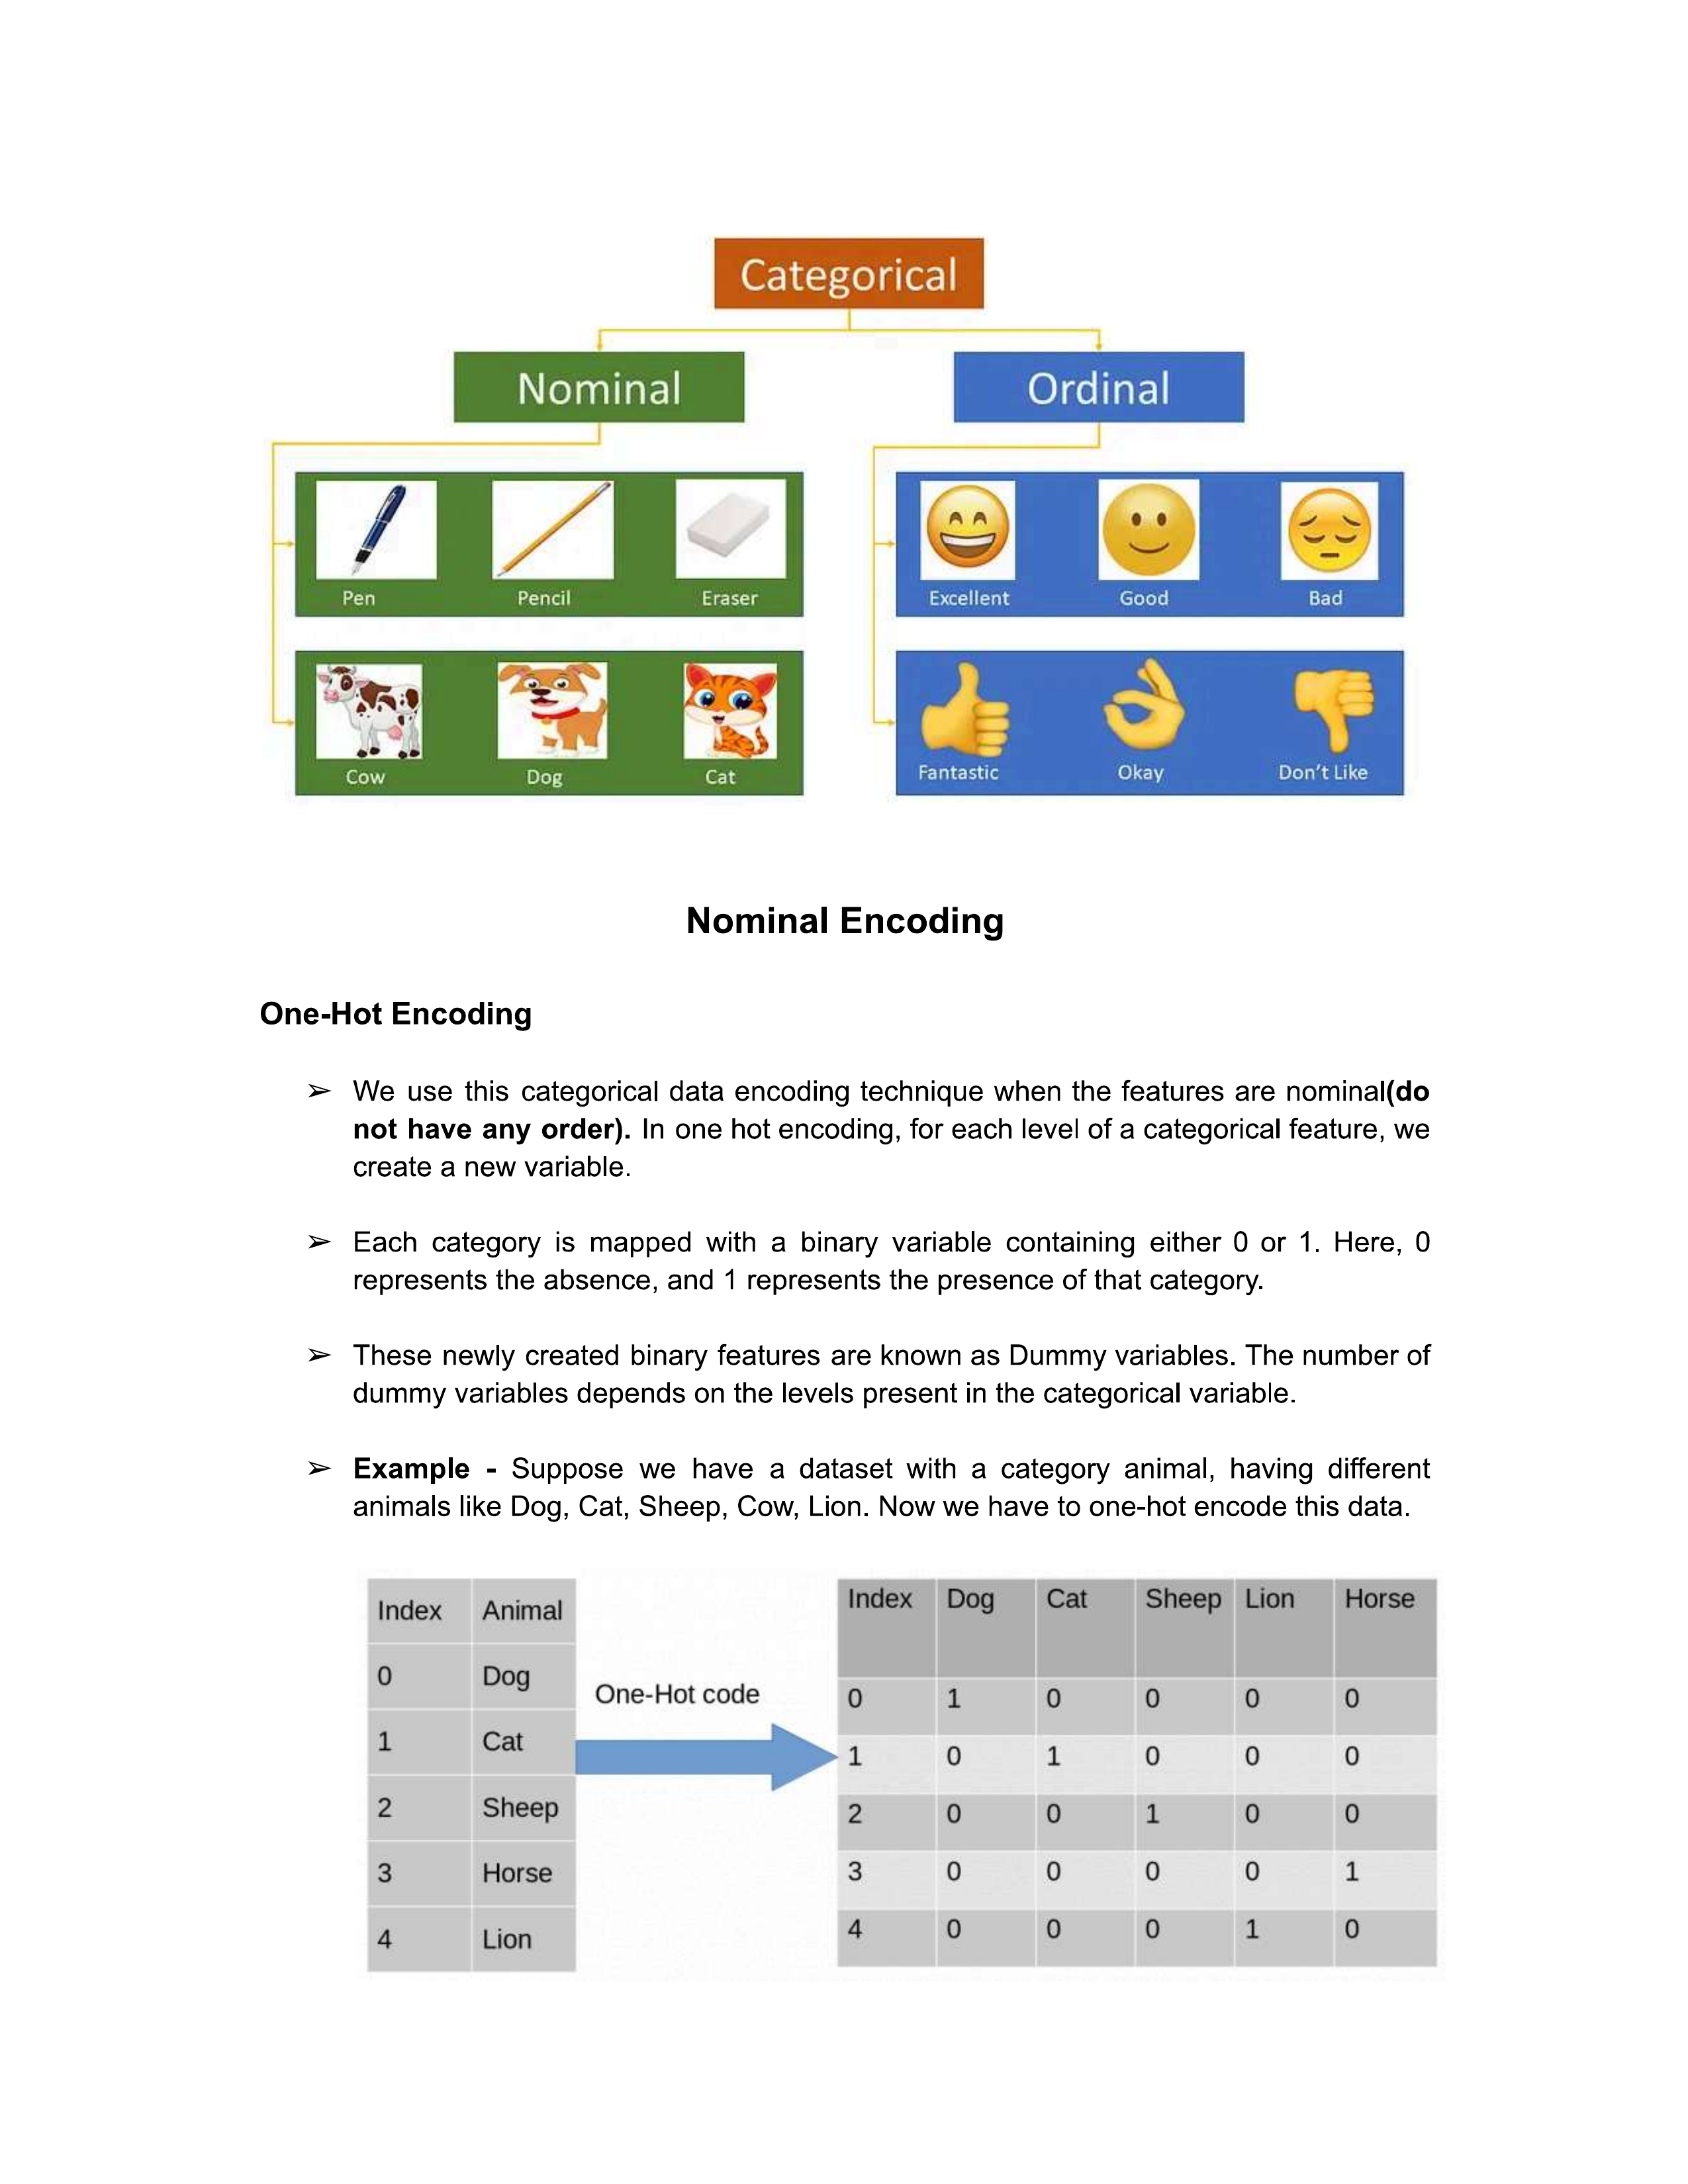 Categorical
Nominal
Ordinal
Pen Pencil Eraser
Excellent Good Bad
Cow Dog Cat
Fantastic Okay Don't Like
Nominal Encoding
One-Hot Encoding
➢ We use this categorical data encoding technique when the features are nominal(do
not have any order). In one hot encoding, for each level of a categorical feature, we
create a new variable.
➢ Each category is mapped with a binary variable containing either 0 or 1. Here, 0
represents the absence, and 1 represents the presence of that category.
➢ These newly created binary features are known as Dummy variables. The number of
dummy variables depends on the levels present in the categorical variable.
➢ Example - Suppose we have a dataset with a category animal, having different
animals like Dog, Cat, Sheep, Cow, Lion. Now we have to one-hot encode this data.
Index Animal
0 Dog
1 Cat
2 Sheep
3 Horse
4 Lion
One-Hot code
Index Dog Cat Sheep Lion Horse
0 1 0 0 0 0
1 0 1 0 0 0
2 0 0 1 0 0
3 0 0 0 0 1
4 0 0 0 1 0